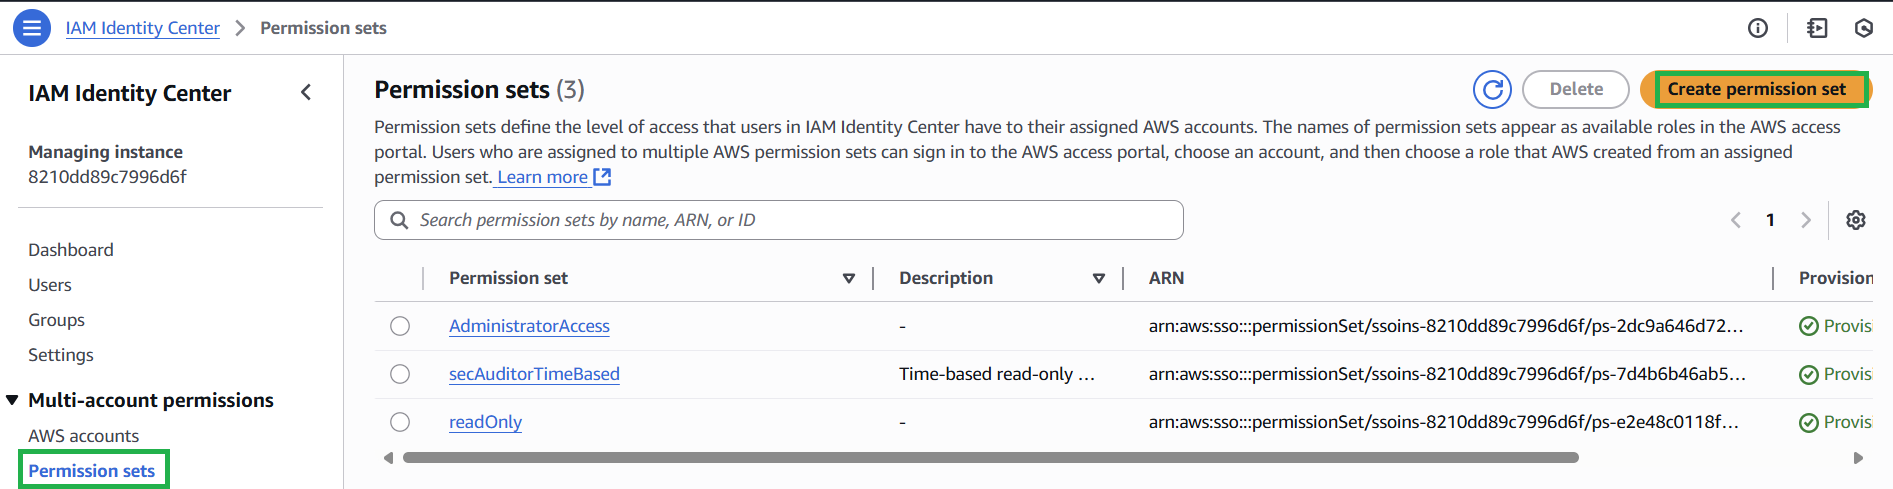 IAM Identity Center > Permission sets
IAM Identity Center
Managing instance
8210dd89c7996d6f
Dashboard
Users
Groups
Settings
Multi-account permissions
AWS accounts
Permission sets
Permission sets (3)
Delete
Create permission set
Permission sets define the level of access that users in IAM Identity Center have to their assigned AWS accounts. The names of permission sets appear as available roles in the AWS access
portal. Users who are assigned to multiple AWS permission sets can sign in to the AWS access portal, choose an account, and then choose a role that AWS created from an assigned
permission set. Learn more
Search permission sets by name, ARN, or ID
1
Permission set Description ARN Provision
AdministratorAccess - arn:aws:sso:::permissionSet/ssoins-8210dd89c7996d6f/ps-2dc9a646d72... Provisi
secAuditorTimeBased Time-based read-only ... arn:aws:sso:::permissionSet/ssoins-8210dd89c7996d6f/ps-7d4b6b46ab5... Provisi
readOnly - arn:aws:sso:::permissionSet/ssoins-8210dd89c7996d6f/ps-e2e48c0118f... Provisi